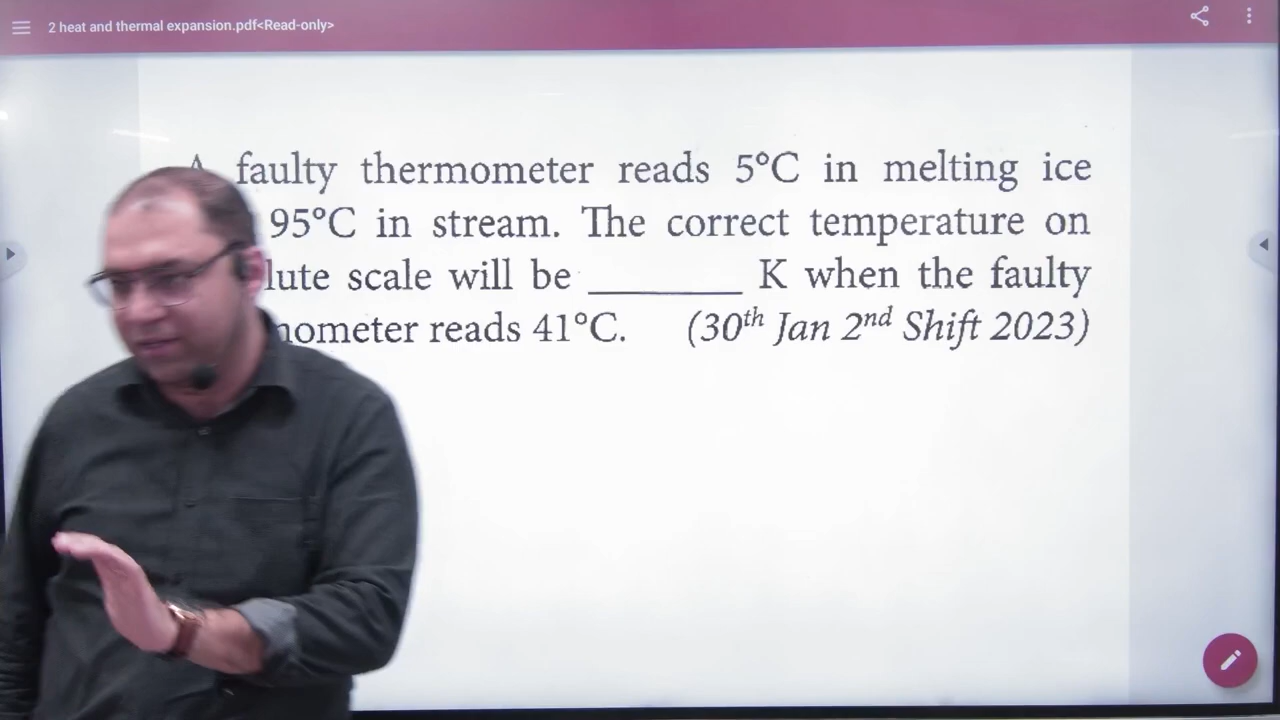 2 heat and thermal expansion.pdf<Read-only>
faulty thermometer reads 5°C in melting ice
95°C in stream. The correct temperature on
lute scale will be ________ K when the faulty
nometer reads 41°C. (30th Jan 2nd Shift 2023)